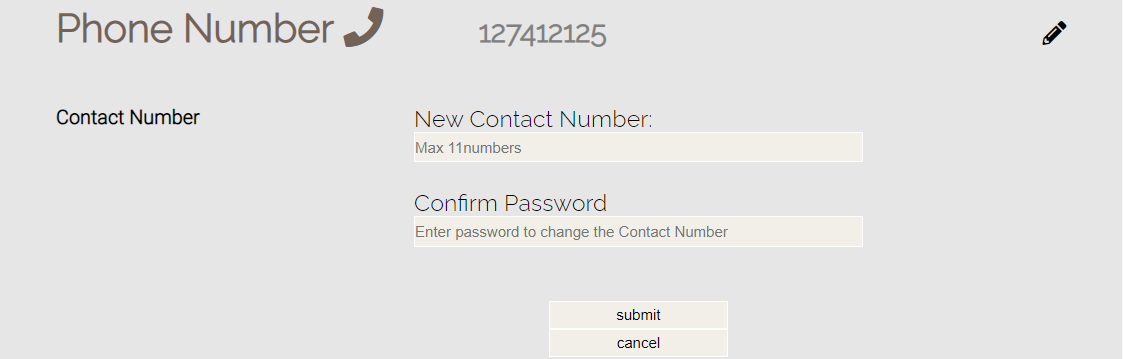 Phone Number 127412125
Contact Number
New Contact Number:
Max 11numbers
Confirm Password
Enter password to change the Contact Number
submit
cancel